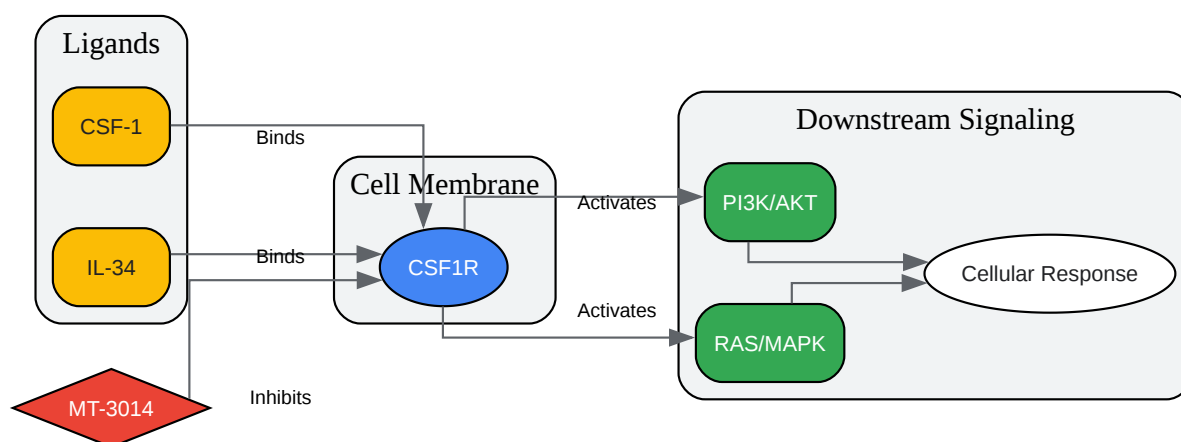 Ligands
CSF-1
Binds
IL-34
Binds
MT-3014
Inhibits
Cell Membrane
CSF1R
Activates
Activates
Downstream Signaling
PI3K/AKT
RAS/MAPK
Cellular Response